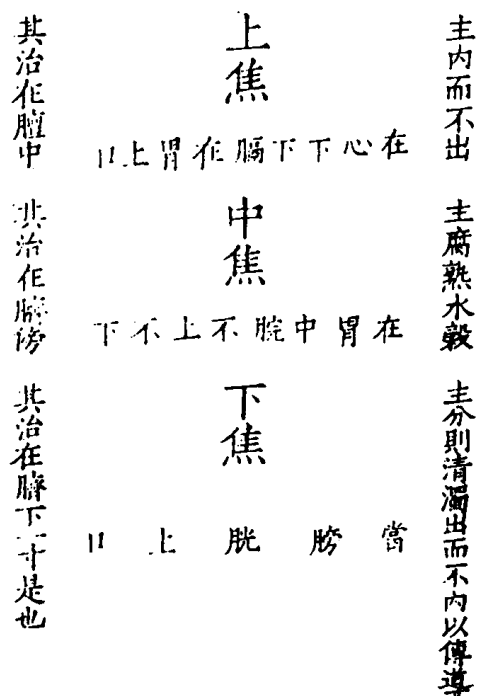 主内而不出
上焦
在心下下膈在胃上口
其治在膻中
主腐熟水穀
中焦
在胃中脘不上不下
其治在臍傍
主分則清濁出而不内以傳導
下焦
當膀胱上口
其治在臍下一寸是也